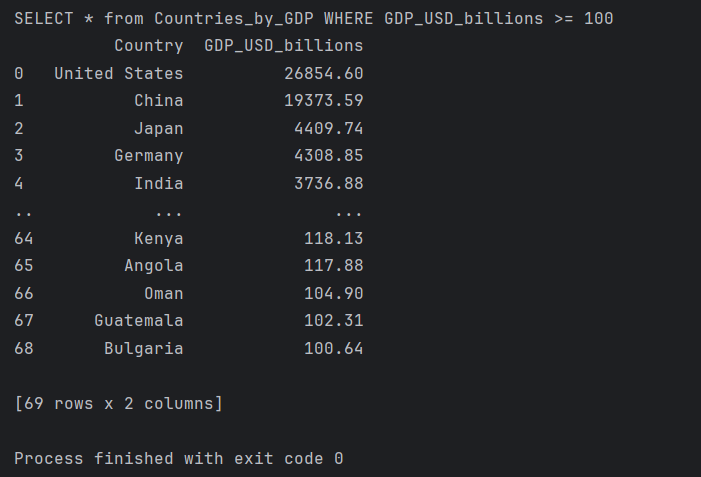 SELECT * from Countries_by_GDP WHERE GDP_USD_billions >= 100
          Country  GDP_USD_billions
0   United States          26854.60
1           China          19373.59
2           Japan           4409.74
3         Germany           4308.85
4           India           3736.88
..            ...               ...
64          Kenya            118.13
65         Angola            117.88
66           Oman            104.90
67      Guatemala            102.31
68       Bulgaria            100.64
[69 rows x 2 columns]
Process finished with exit code 0